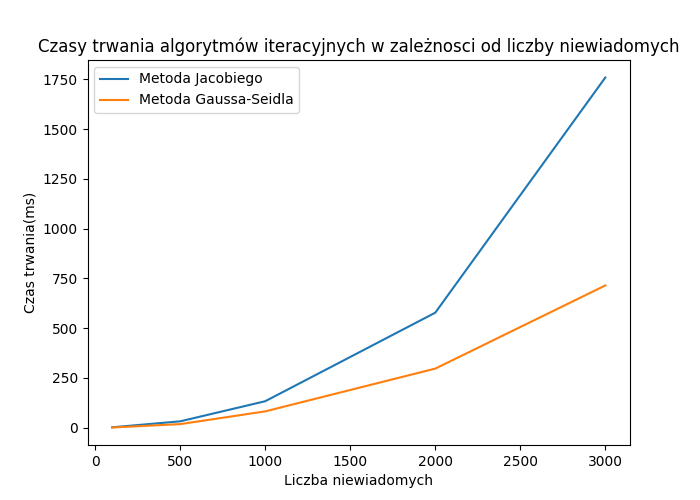 Czasy trwania algorytmów iteracyjnych w zależnosci od liczby niewiadomych
Metoda Jacobiego
Metoda Gaussa-Seidla
1750
1500
1250
1000
750
500
250
0
Czas trwania(ms)
0 500 1000 1500 2000 2500 3000
Liczba niewiadomych